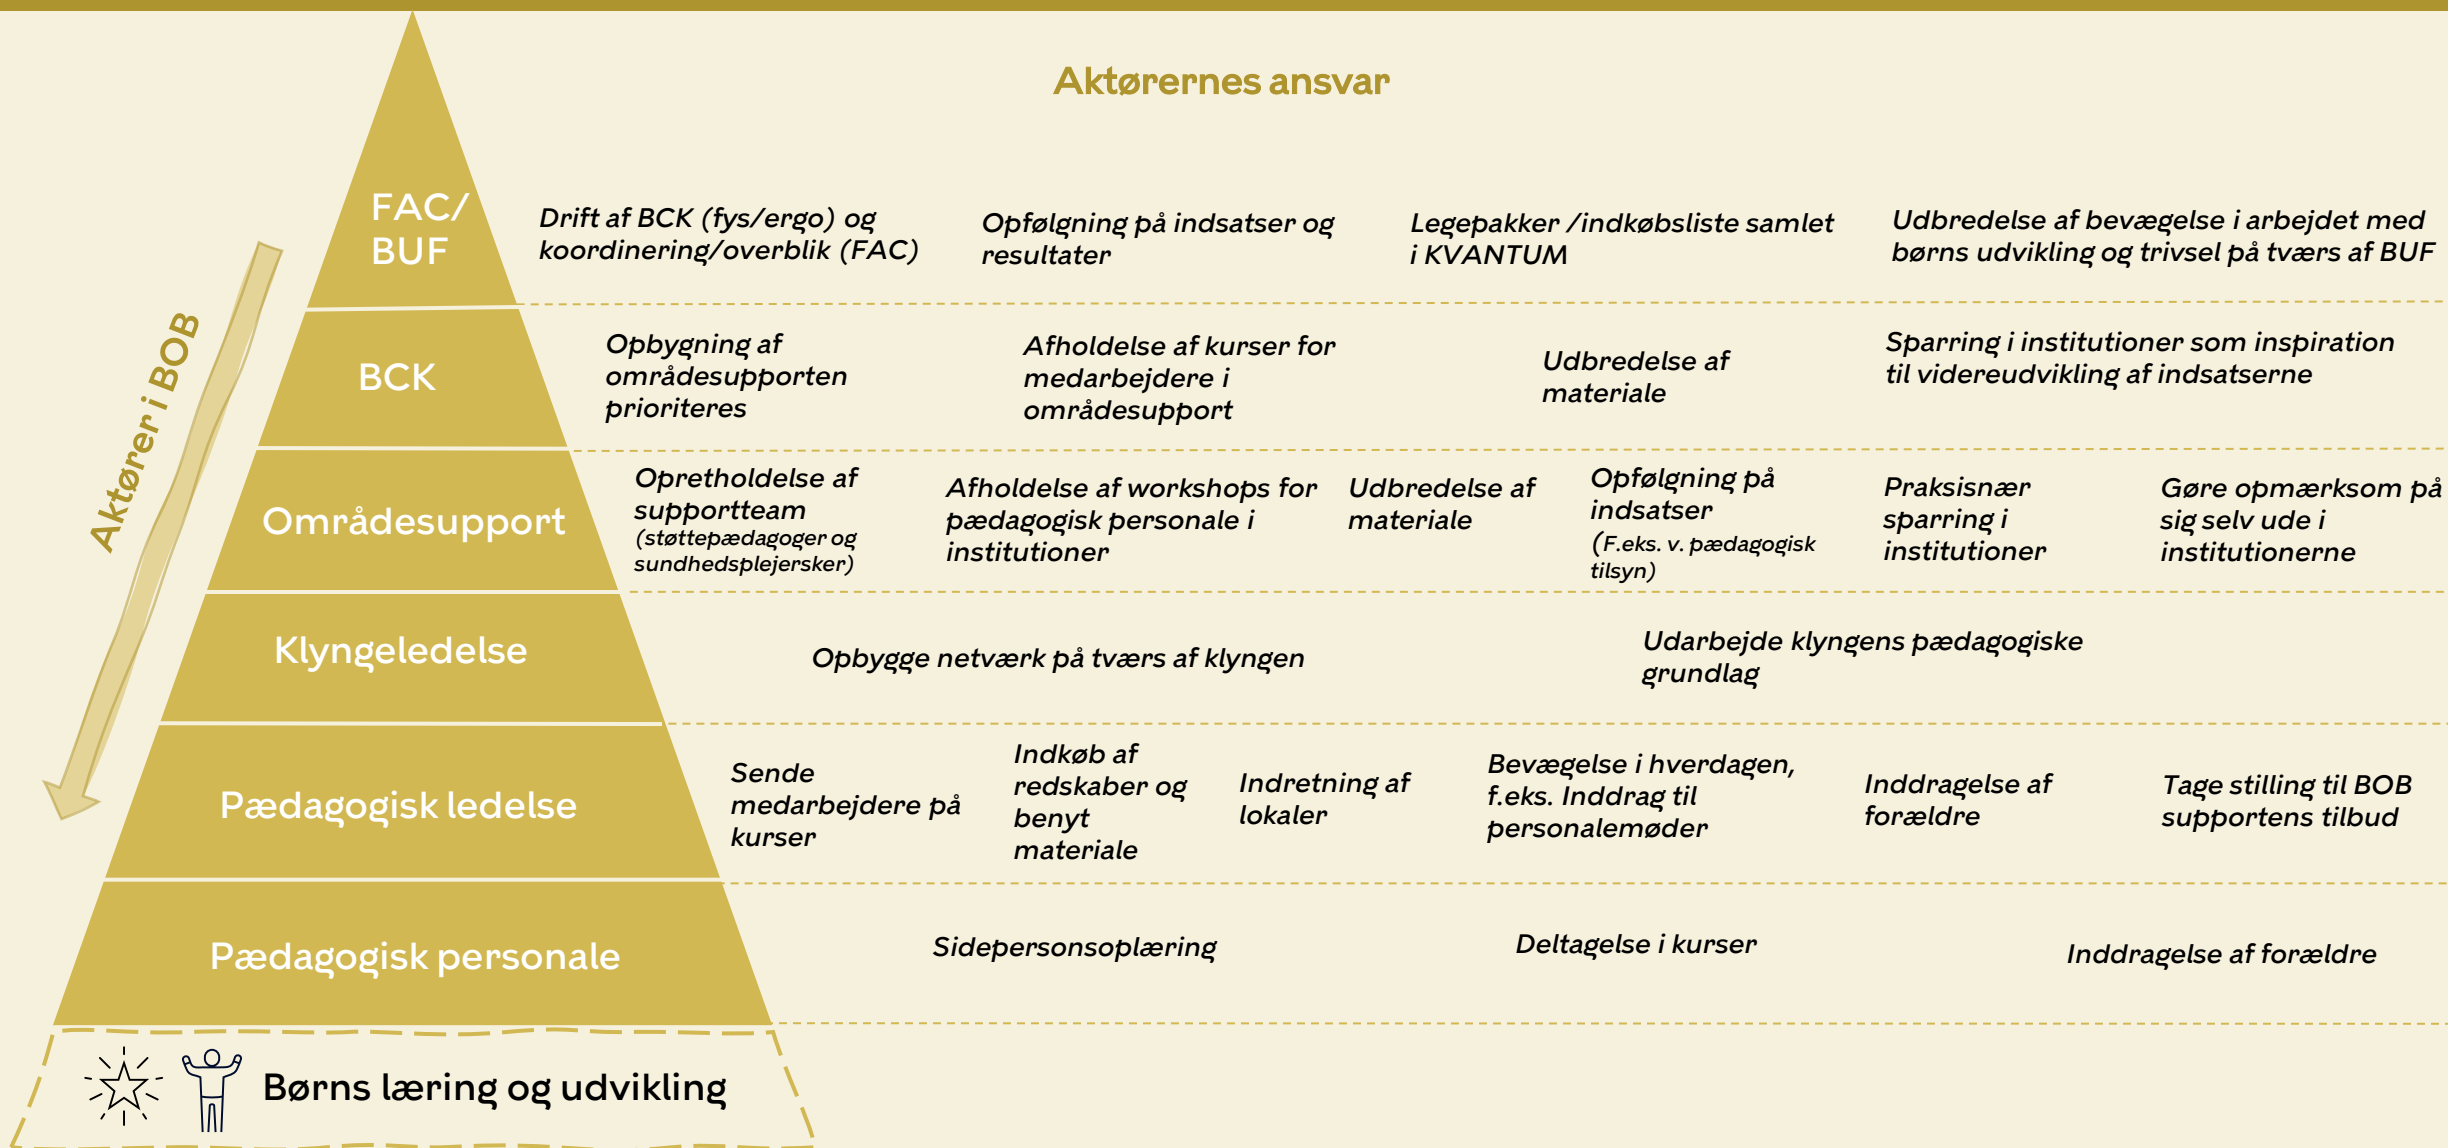 Aktørernes ansvar
Aktører i BOB
FAC/
BUF
Drift af BCK (fys/ergo) og
koordinering/overblik (FAC)
Opfølgning på indsatser og
resultater
Legepakker /indkøbsliste samlet
i KVANTUM
Udbredelse af bevægelse i arbejdet med
børns udvikling og trivsel på tværs af BUF
BCK
Opbygning af
områdesupporten
prioriteres
Afholdelse af kurser for
medarbejdere i
områdesupport
Udbredelse af
materiale
Sparring i institutioner som inspiration
til videreudvikling af indsatserne
Områdesupport
Opretholdelse af
supportteam
(støttepædagoger og
sundhedsplejersker)
Afholdelse af workshops for
pædagogisk personale i
institutioner
Udbredelse af
materiale
Opfølgning på
indsatser
(F.eks. v. pædagogisk
tilsyn)
Praksisnær
sparring i
institutioner
Gøre opmærksom på
sig selv ude i
institutionerne
Klyngeledelse
Opbygge netværk på tværs af klyngen
Udarbejde klyngens pædagogiske
grundlag
Pædagogisk ledelse
Sende
medarbejdere på
kurser
Indkøb af
redskaber og
benyt
materiale
Indretning af
lokaler
Bevægelse i hverdagen,
f.eks. Inddrag til
personalemøder
Inddragelse af
forældre
Tage stilling til BOB
supportens tilbud
Pædagogisk personale
Sidepersonsoplæring
Deltagelse i kurser
Inddragelse af forældre
Børns læring og udvikling